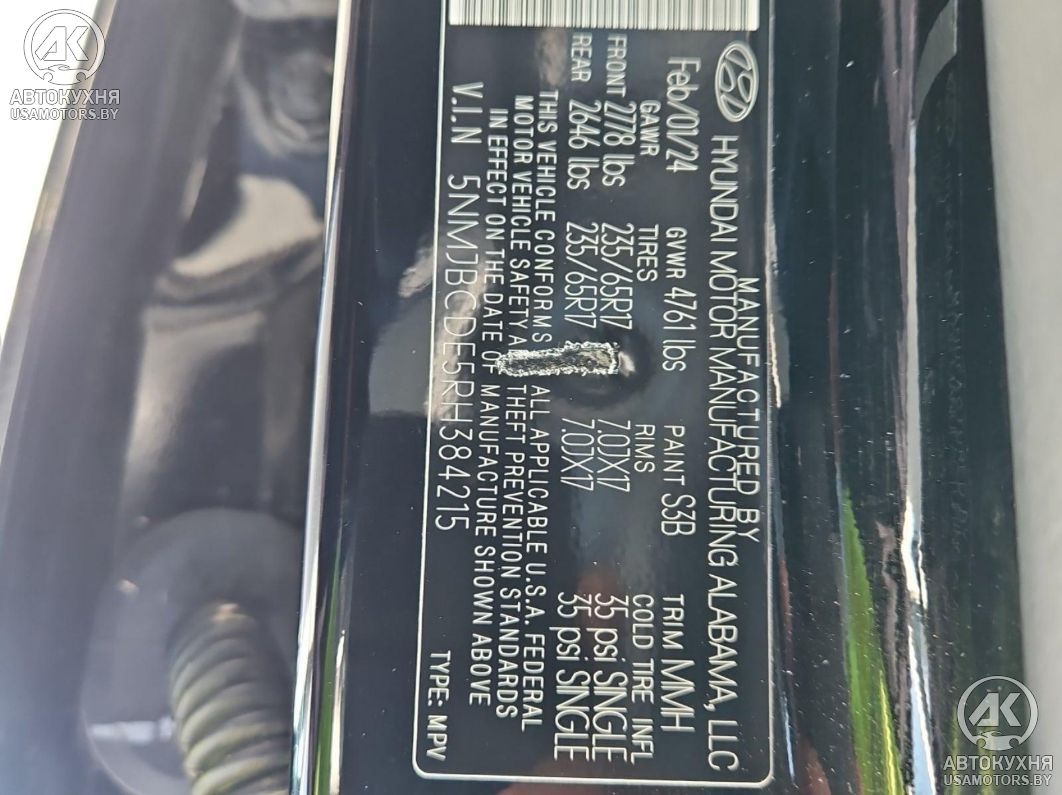 MANUFACTURED BY
HYUNDAI MOTOR MANUFACTURING ALABAMA, LLC
Feb/01/24 GVWR 4761 lbs PAINT S3B TRIM MMH
GAWR TIRES RIMS COLD TIRE INFL
FRONT 2778 lbs 235/65R17 7.0JX17 35 psi SINGLE
REAR 2646 lbs 235/65R17 7.0JX17 35 psi SINGLE
THIS VEHICLE CONFORMS ALL APPLICABLE U.S.A. FEDERAL
MOTOR VEHICLE SAFETY THEFT PREVENTION STANDARDS
IN EFFECT ON THE DATE OF MANUFACTURE SHOWN ABOVE
V.I.N 5NMJBCDE5RH384215 TYPE: MPV
AK
АВТОКУХНЯ
USAMOTORS.BY
AK
АВТОКУХНЯ
USAMOTORS.BY